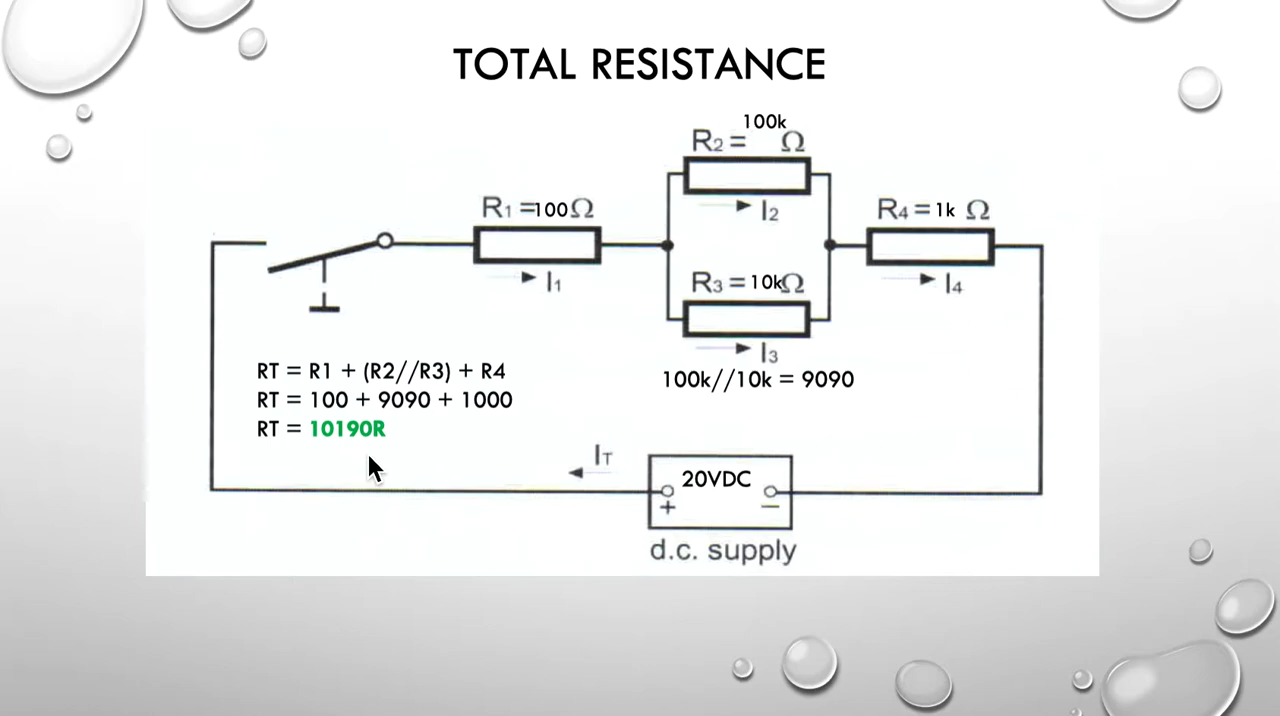 TOTAL RESISTANCE
100k
R2 = Ω
I2
R1 =100Ω
I1
R3 = 10kΩ
I3
100k//10k = 9090
R4 = 1k Ω
I4
RT = R1 + (R2//R3) + R4
RT = 100 + 9090 + 1000
RT = 10190R
IT
20VDC
+ −
d.c. supply